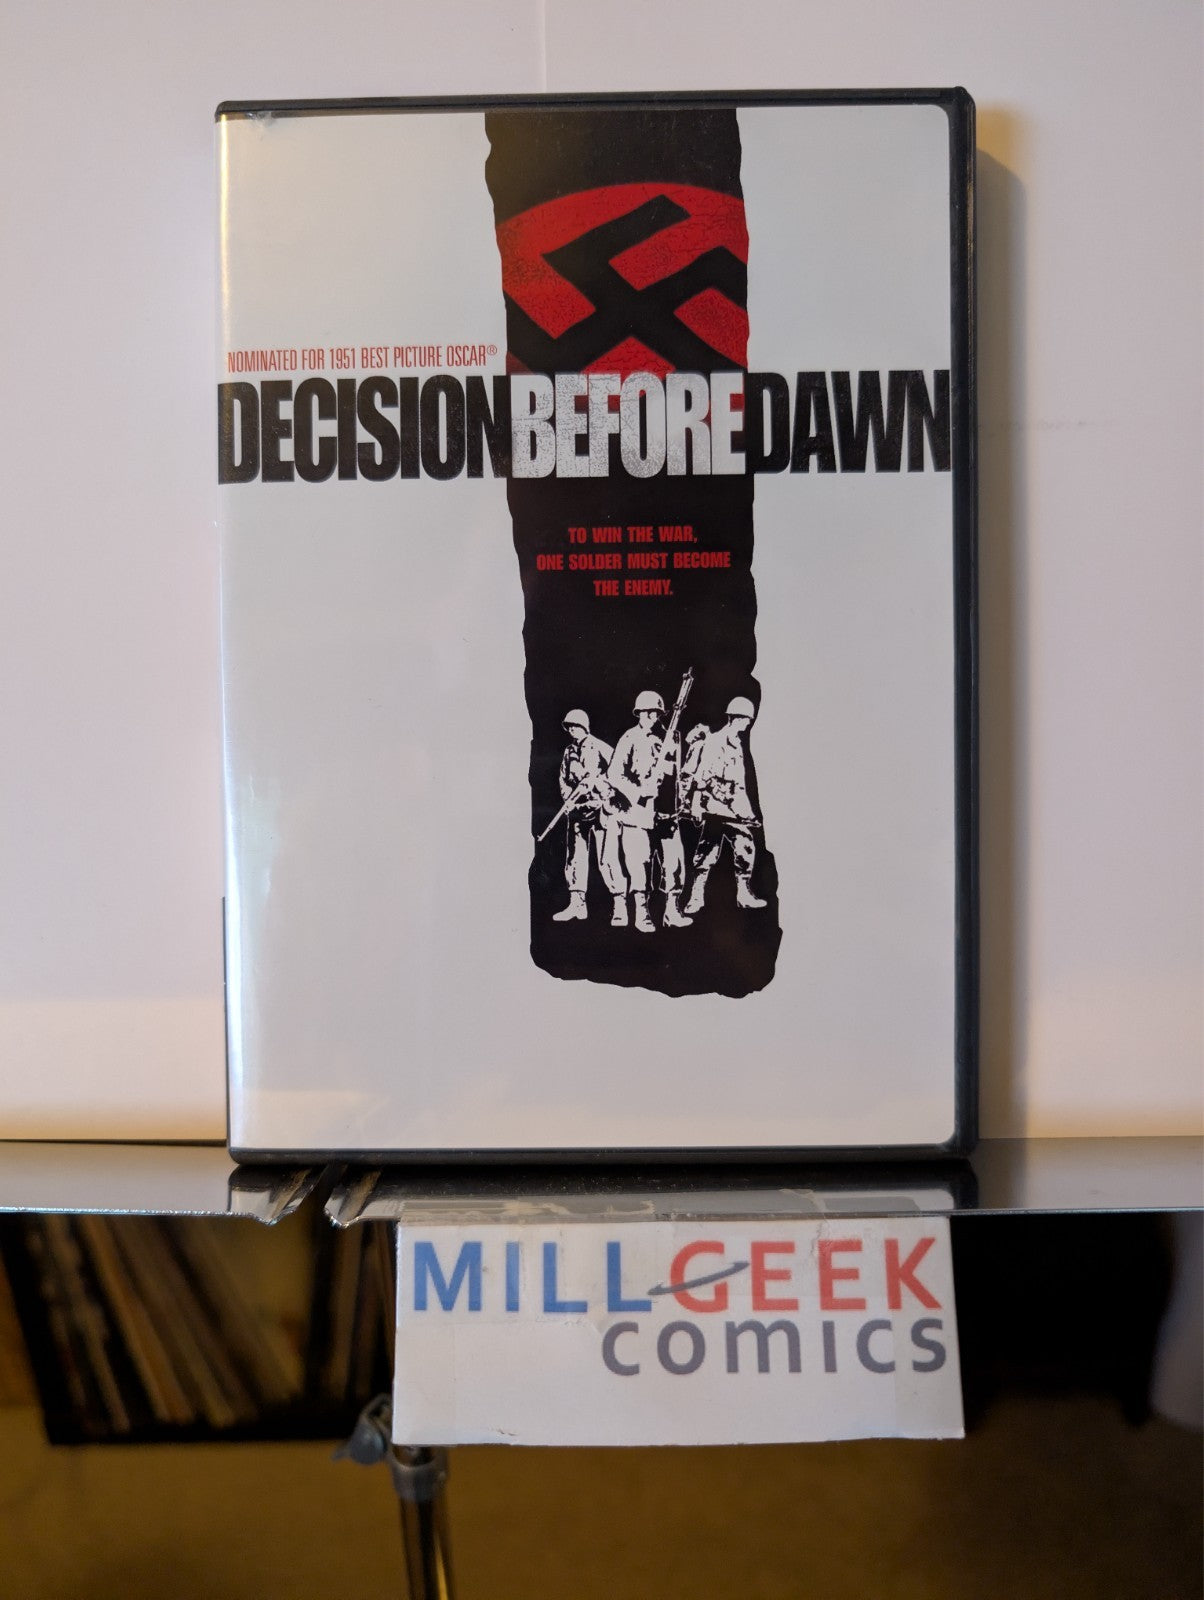 NOMINATED FOR 1951 BEST PICTURE OSCAR®
DECISION BEFORE DAWN
TO WIN THE WAR,
ONE SOLDER MUST BECOME
THE ENEMY.
MILLGEEK
comics